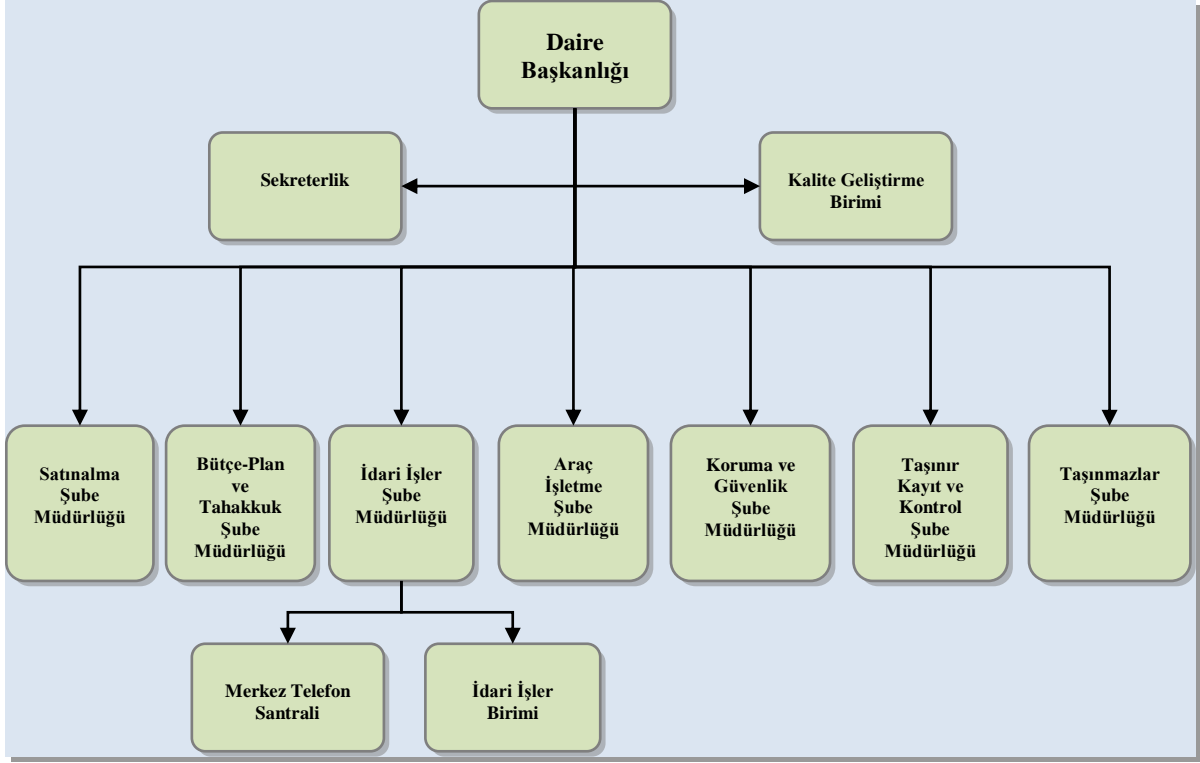 Daire
Başkanlığı
Sekreterlik
Kalite Geliştirme
Birimi
Satınalma
Şube
Müdürlüğü
Bütçe-Plan
ve
Tahakkuk
Şube
Müdürlüğü
İdari İşler
Şube
Müdürlüğü
Araç
İşletme
Şube
Müdürlüğü
Koruma ve
Güvenlik
Şube
Müdürlüğü
Taşınır
Kayıt ve
Kontrol
Şube
Müdürlüğü
Taşınmazlar
Şube
Müdürlüğü
Merkez Telefon
Santrali
İdari İşler
Birimi